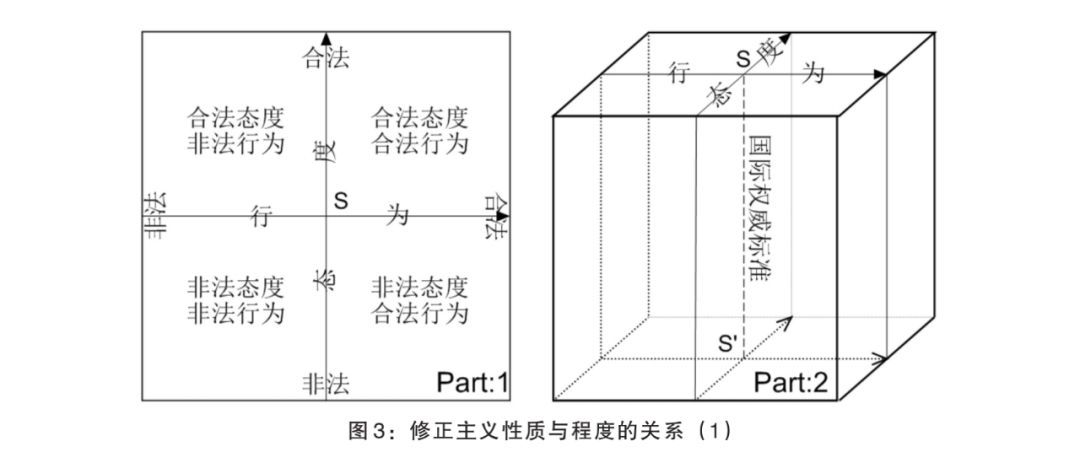 合法
合法态度
非法行为
合法态度
合法行为
态度
S
非法
行为
合法
非法态度
非法行为
非法态度
合法行为
非法
Part:1
S
行为
态度
国际权威标准
S'
Part:2
图3：修正主义性质与程度的关系（1）